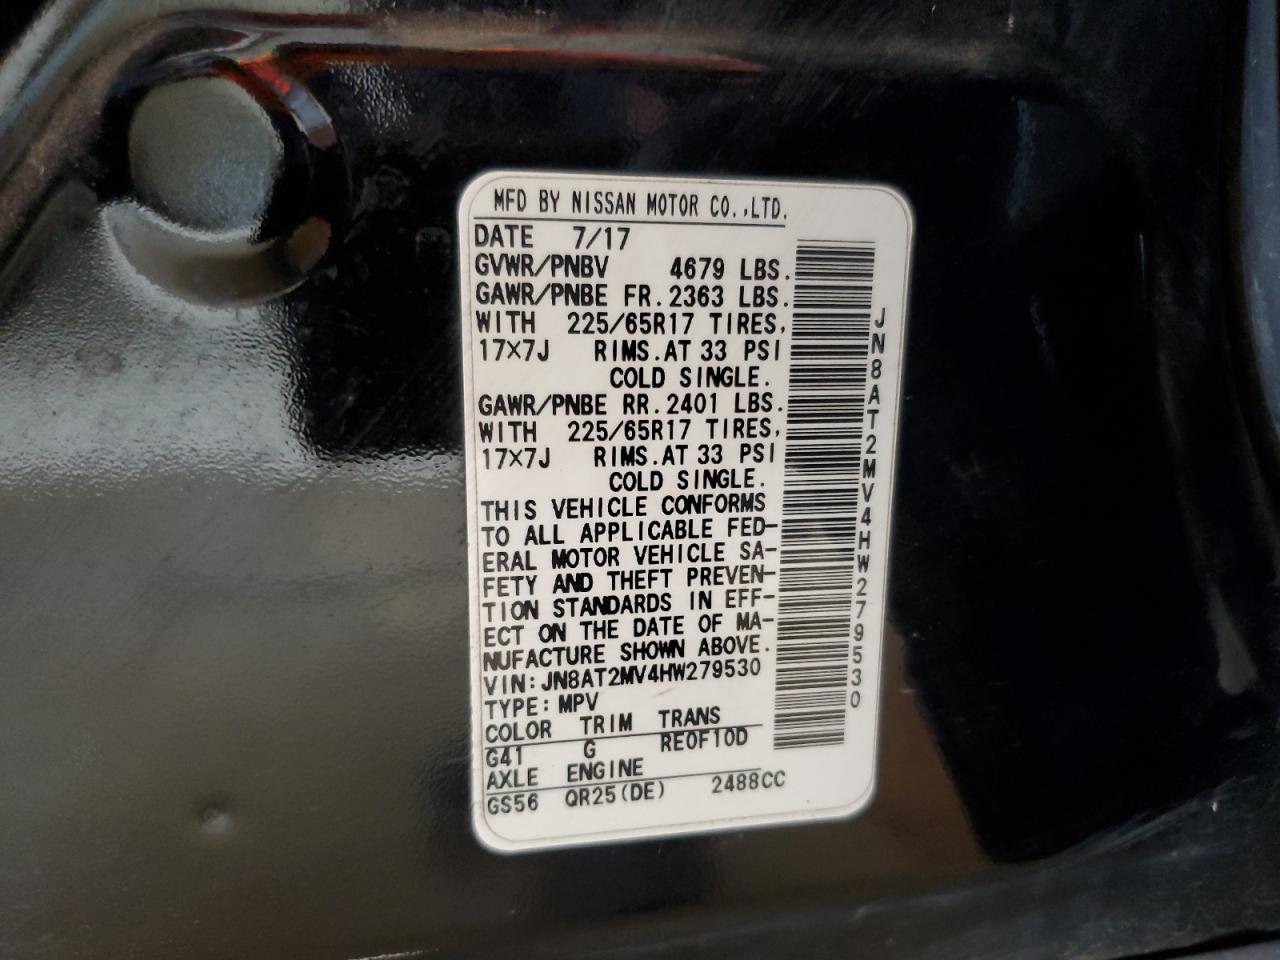 MFD BY NISSAN MOTOR CO.,LTD.
DATE 7/17
GVWR/PNBV 4679 LBS.
GAWR/PNBE FR.2363 LBS.
WITH 225/65R17 TIRES,
17×7J RIMS.AT 33 PSI
COLD SINGLE.
GAWR/PNBE RR.2401 LBS.
WITH 225/65R17 TIRES,
17×7J RIMS.AT 33 PSI
COLD SINGLE.
THIS VEHICLE CONFORMS
TO ALL APPLICABLE FED-
ERAL MOTOR VEHICLE SA-
FETY AND THEFT PREVEN-
TION STANDARDS IN EFF-
ECT ON THE DATE OF MA-
NUFACTURE SHOWN ABOVE.
VIN:JN8AT2MV4HW279530
TYPE:MPV
COLOR TRIM TRANS
G41 G RE0F10D
AXLE ENGINE
GS56 QR25(DE) 2488CC
JN8AT2MV4HW279530